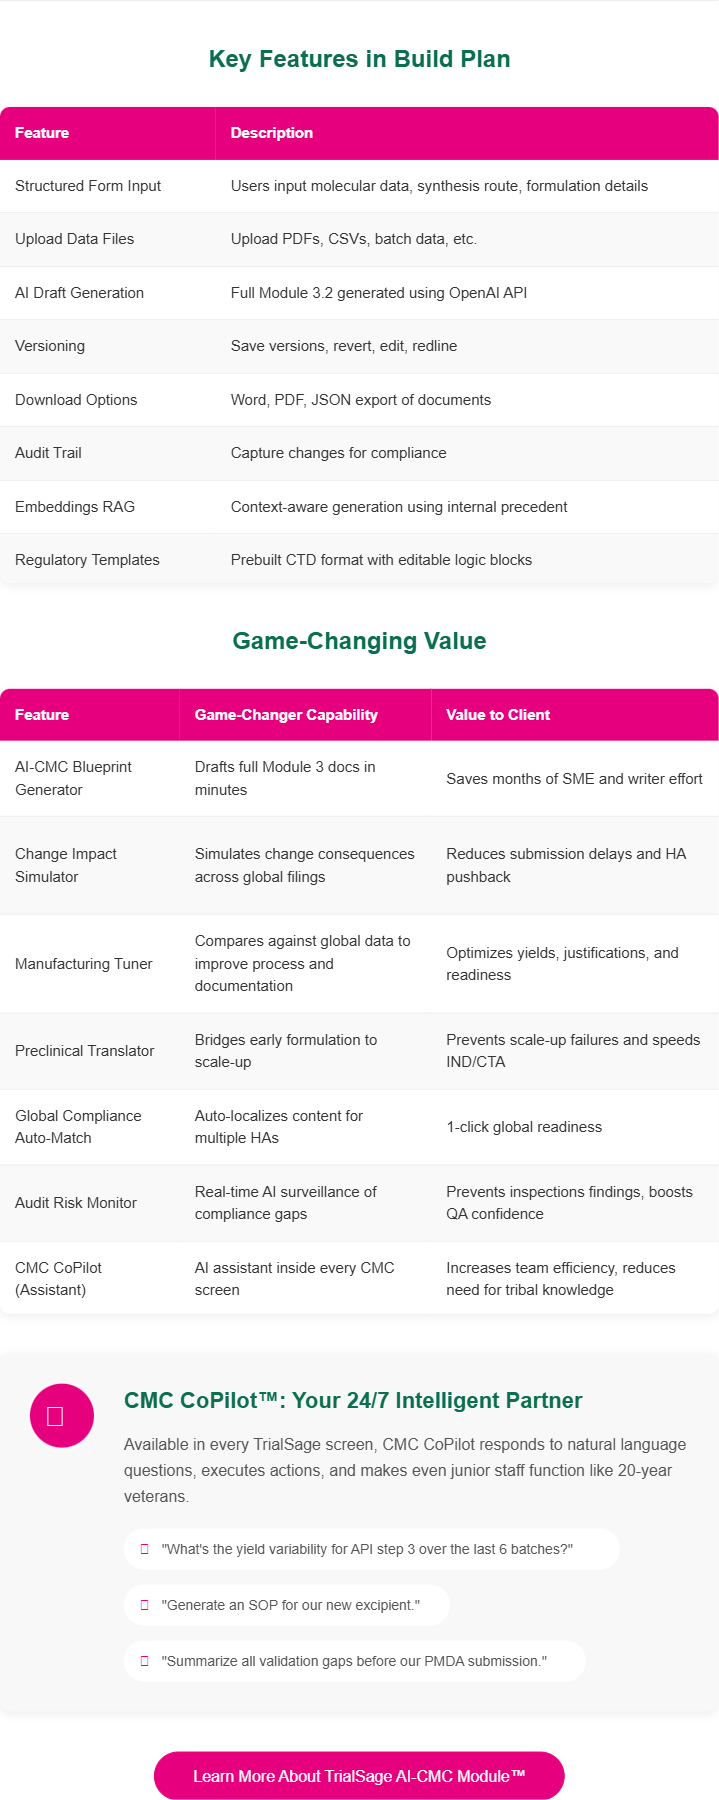 Key Features in Build Plan
Feature Description
Structured Form Input Users input molecular data, synthesis route, formulation details
Upload Data Files Upload PDFs, CSVs, batch data, etc.
AI Draft Generation Full Module 3.2 generated using OpenAI API
Versioning Save versions, revert, edit, redline
Download Options Word, PDF, JSON export of documents
Audit Trail Capture changes for compliance
Embeddings RAG Context-aware generation using internal precedent
Regulatory Templates Prebuilt CTD format with editable logic blocks
Game-Changing Value
Feature Game-Changer Capability Value to Client
AI-CMC Blueprint
Generator
Drafts full Module 3 docs in
minutes
Saves months of SME and writer effort
Change Impact
Simulator
Simulates change consequences
across global filings
Reduces submission delays and HA
pushback
Manufacturing Tuner
Compares against global data to
improve process and
documentation
Optimizes yields, justifications, and
readiness
Preclinical Translator
Bridges early formulation to
scale-up
Prevents scale-up failures and speeds
IND/CTA
Global Compliance
Auto-Match
Auto-localizes content for
multiple HAs
1-click global readiness
Audit Risk Monitor
Real-time AI surveillance of
compliance gaps
Prevents inspections findings, boosts
QA confidence
CMC CoPilot
(Assistant)
AI assistant inside every CMC
screen
Increases team efficiency, reduces
need for tribal knowledge
CMC CoPilot™: Your 24/7 Intelligent Partner
Available in every TrialSage screen, CMC CoPilot responds to natural language
questions, executes actions, and makes even junior staff function like 20-year
veterans.
"What's the yield variability for API step 3 over the last 6 batches?"
"Generate an SOP for our new excipient."
"Summarize all validation gaps before our PMDA submission."
Learn More About TrialSage AI-CMC Module™